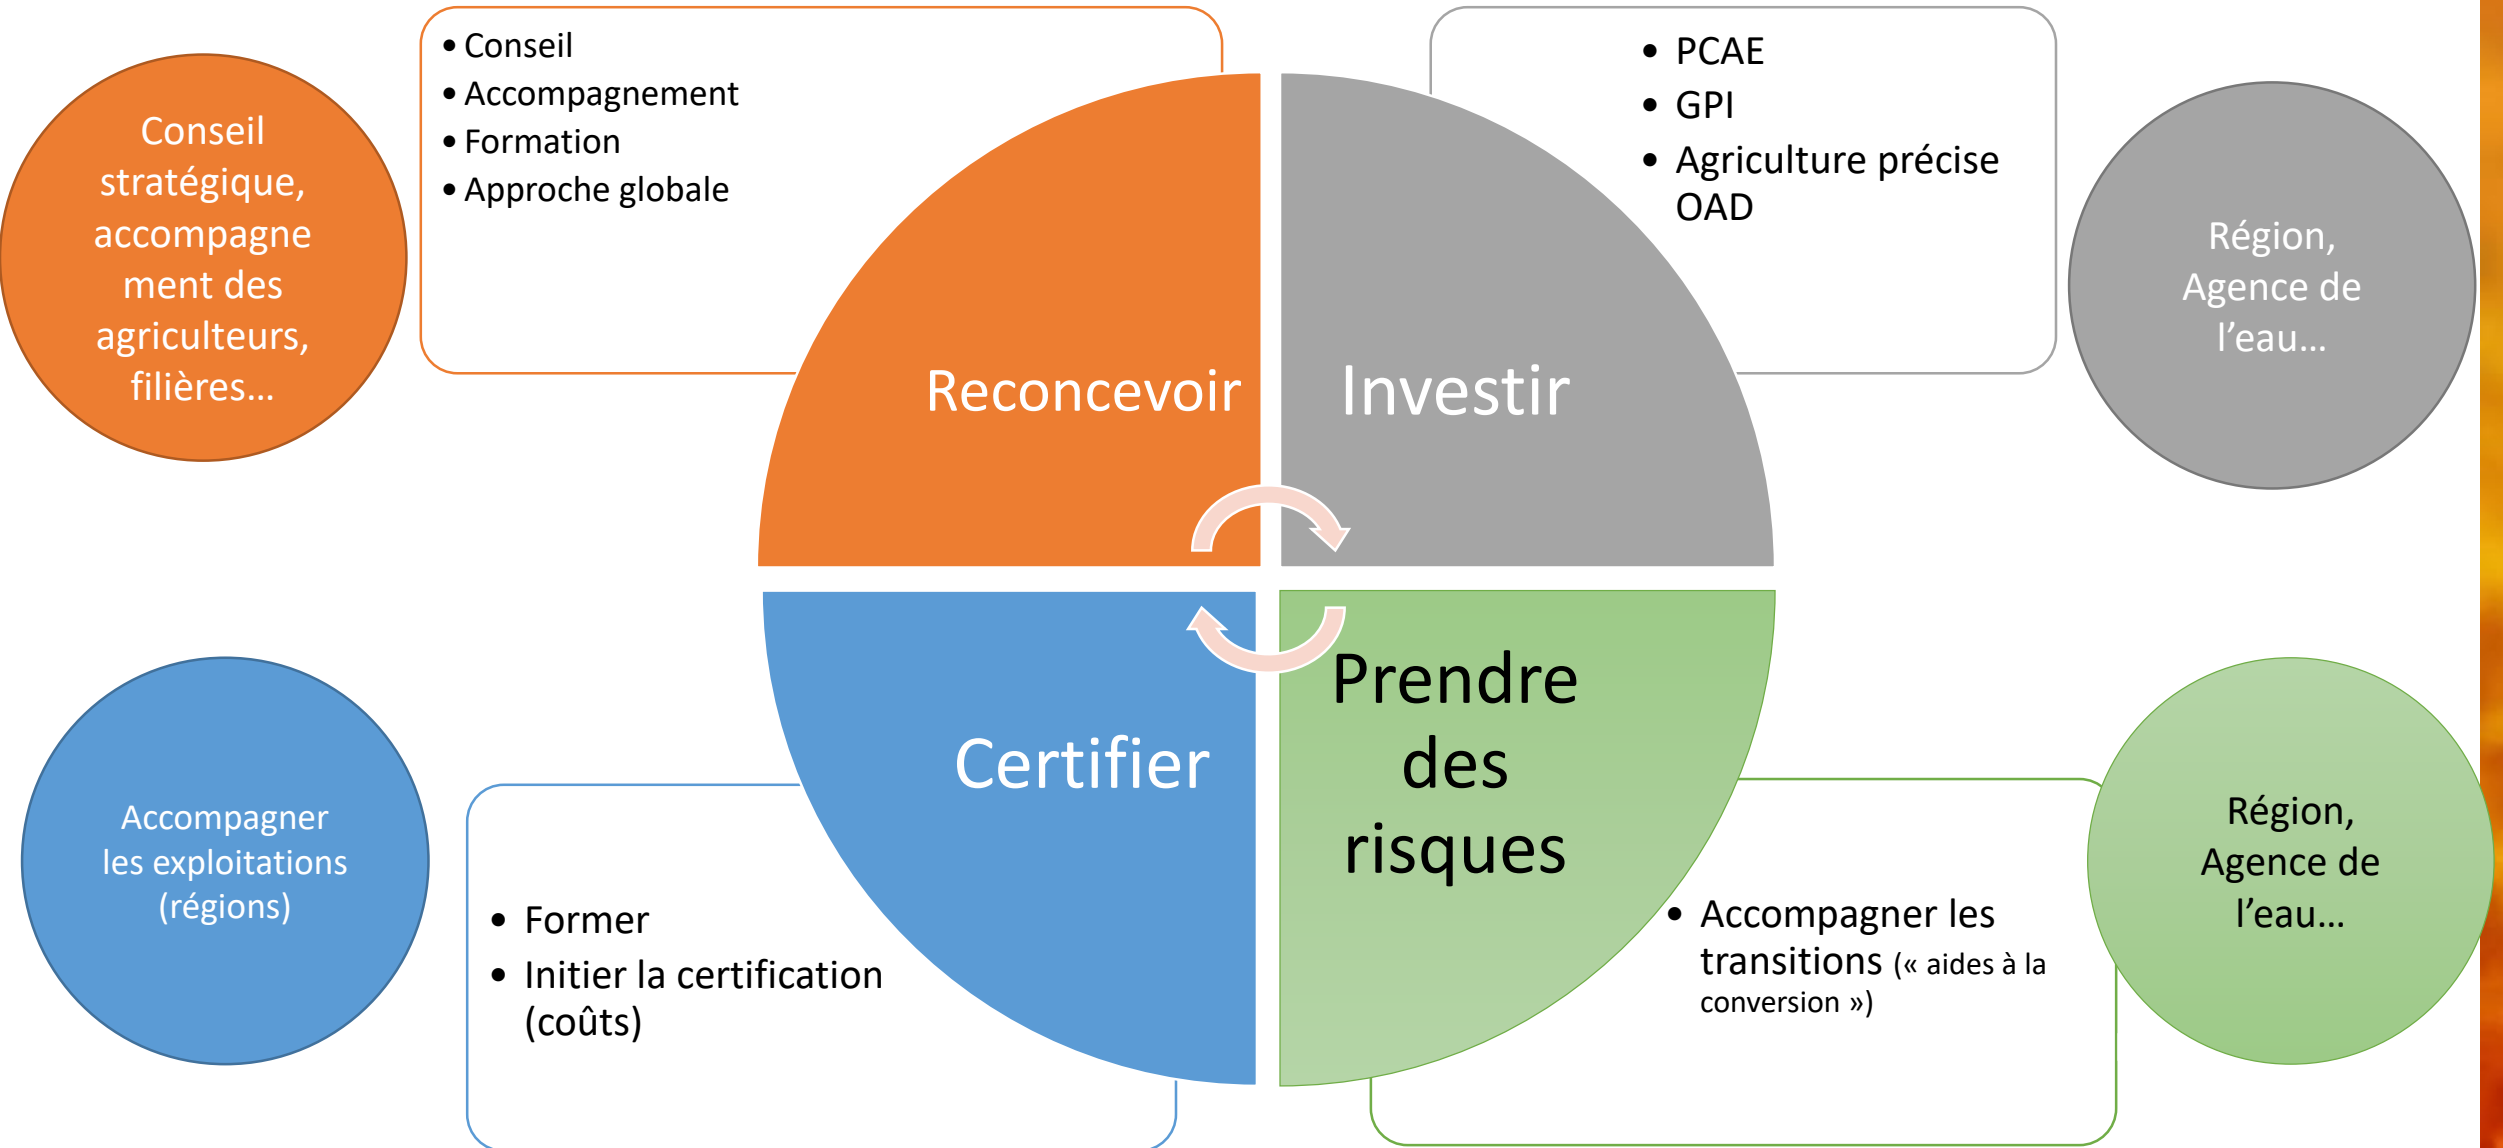 Conseil
stratégique,
accompagne
ment des
agriculteurs,
filières…
• Conseil
• Accompagnement
• Formation
• Approche globale
Reconcevoir
Investir
• PCAE
• GPI
• Agriculture précise
OAD
Région,
Agence de
l’eau…
Accompagner
les exploitations
(régions)
• Former
• Initier la certification
(coûts)
Certifier
Prendre
des
risques
• Accompagner les
transitions (« aides à la
conversion »)
Région,
Agence de
l’eau…